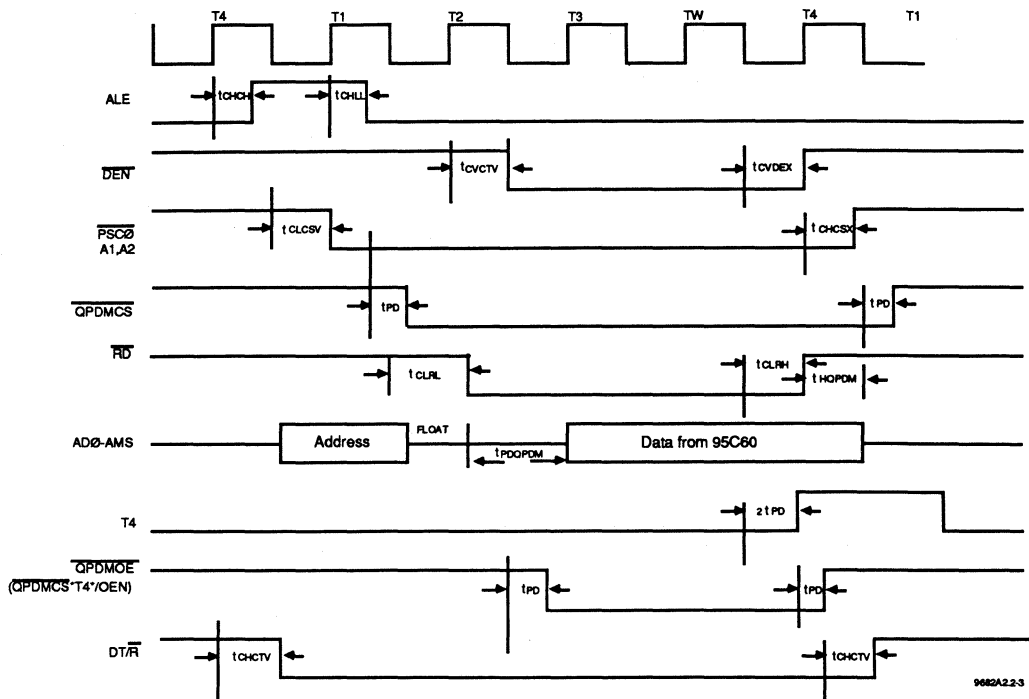 T4 T1 T2 T3 TW T4 T1
ALE tCHCH tCHLL
DEN tCVCTV tCVDEX
PSCØ tCLCSV tCHCSX
A1,A2
QPDMCS tPD tPD
RD tCLRL tCLRH
tHQPDM
ADØ-AMS Address FLOAT Data from 95C60
tPDQPDM
T4 2 tPD
QPDMOE tPD tPD
(QPDMCS*T4*/OEN)
DT/R tCHCTV tCHCTV
9682A2.2-3